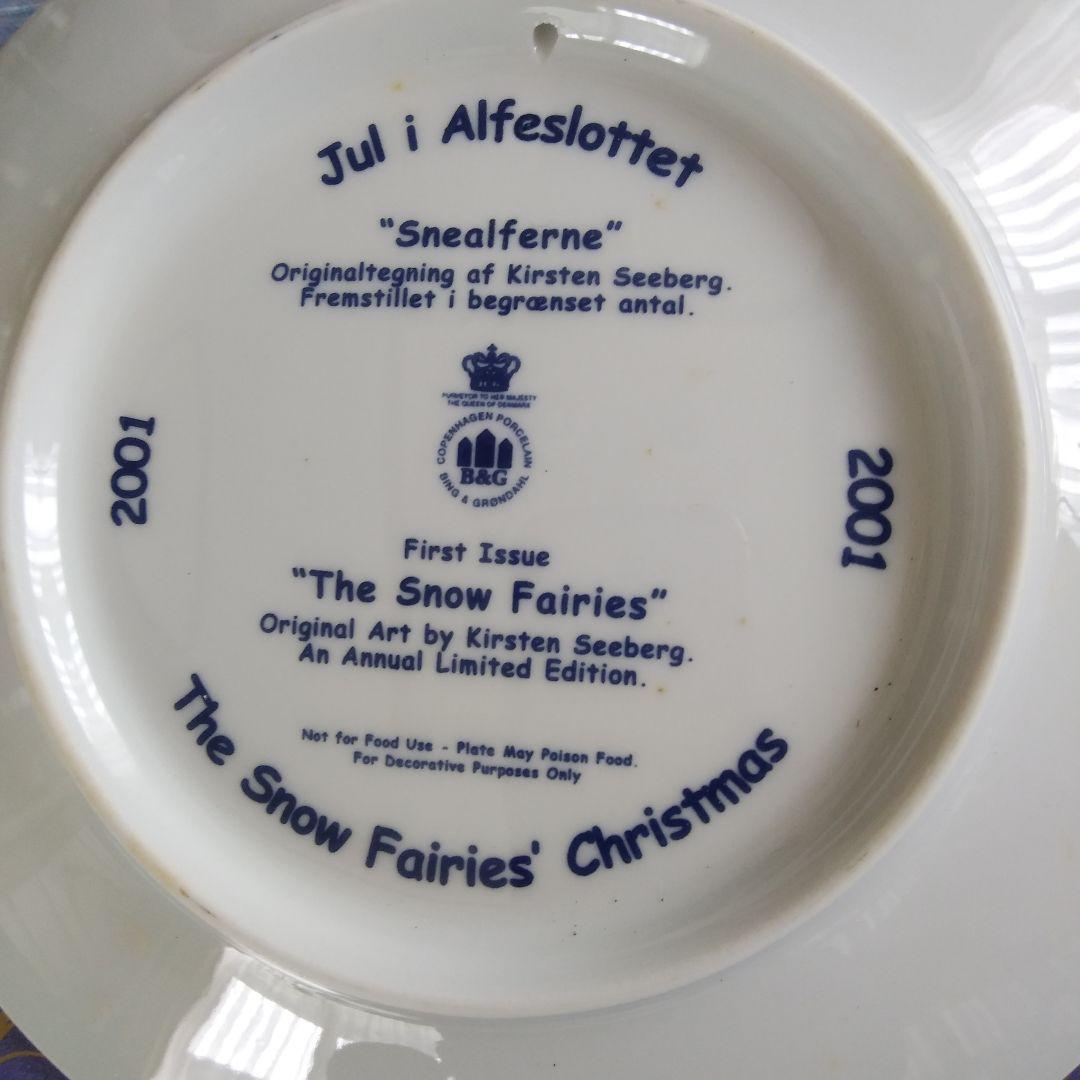 Jul i Alfeslottet
"Snealferne"
Originaltegning af Kirsten Seeberg.
Fremstillet i begrænset antal.
PURVEYOR TO HER MAJESTY
THE QUEEN OF DENMARK
COPENHAGEN PORCELAIN
B&G
BING & GRØNDAHL
2001
2001
First Issue
"The Snow Fairies"
Original Art by Kirsten Seeberg.
An Annual Limited Edition.
Not for Food Use - Plate May Poison Food.
For Decorative Purposes Only
The Snow Fairies' Christmas